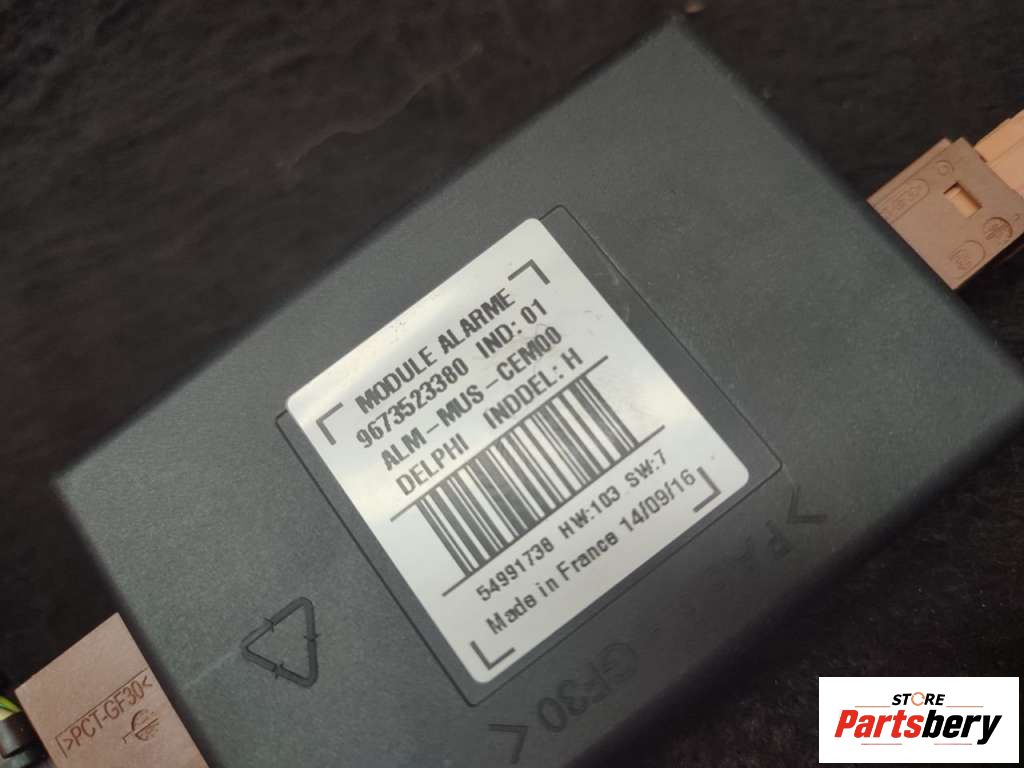 MODULE ALARME
9673523380 IND: 01
ALM-MUS-CEM00
DELPHI INDDEL: H
54991738 HW:103 SW:7
Made in France 14/09/16
GF30<
>PCT-GF30<
STORE
Partsbery